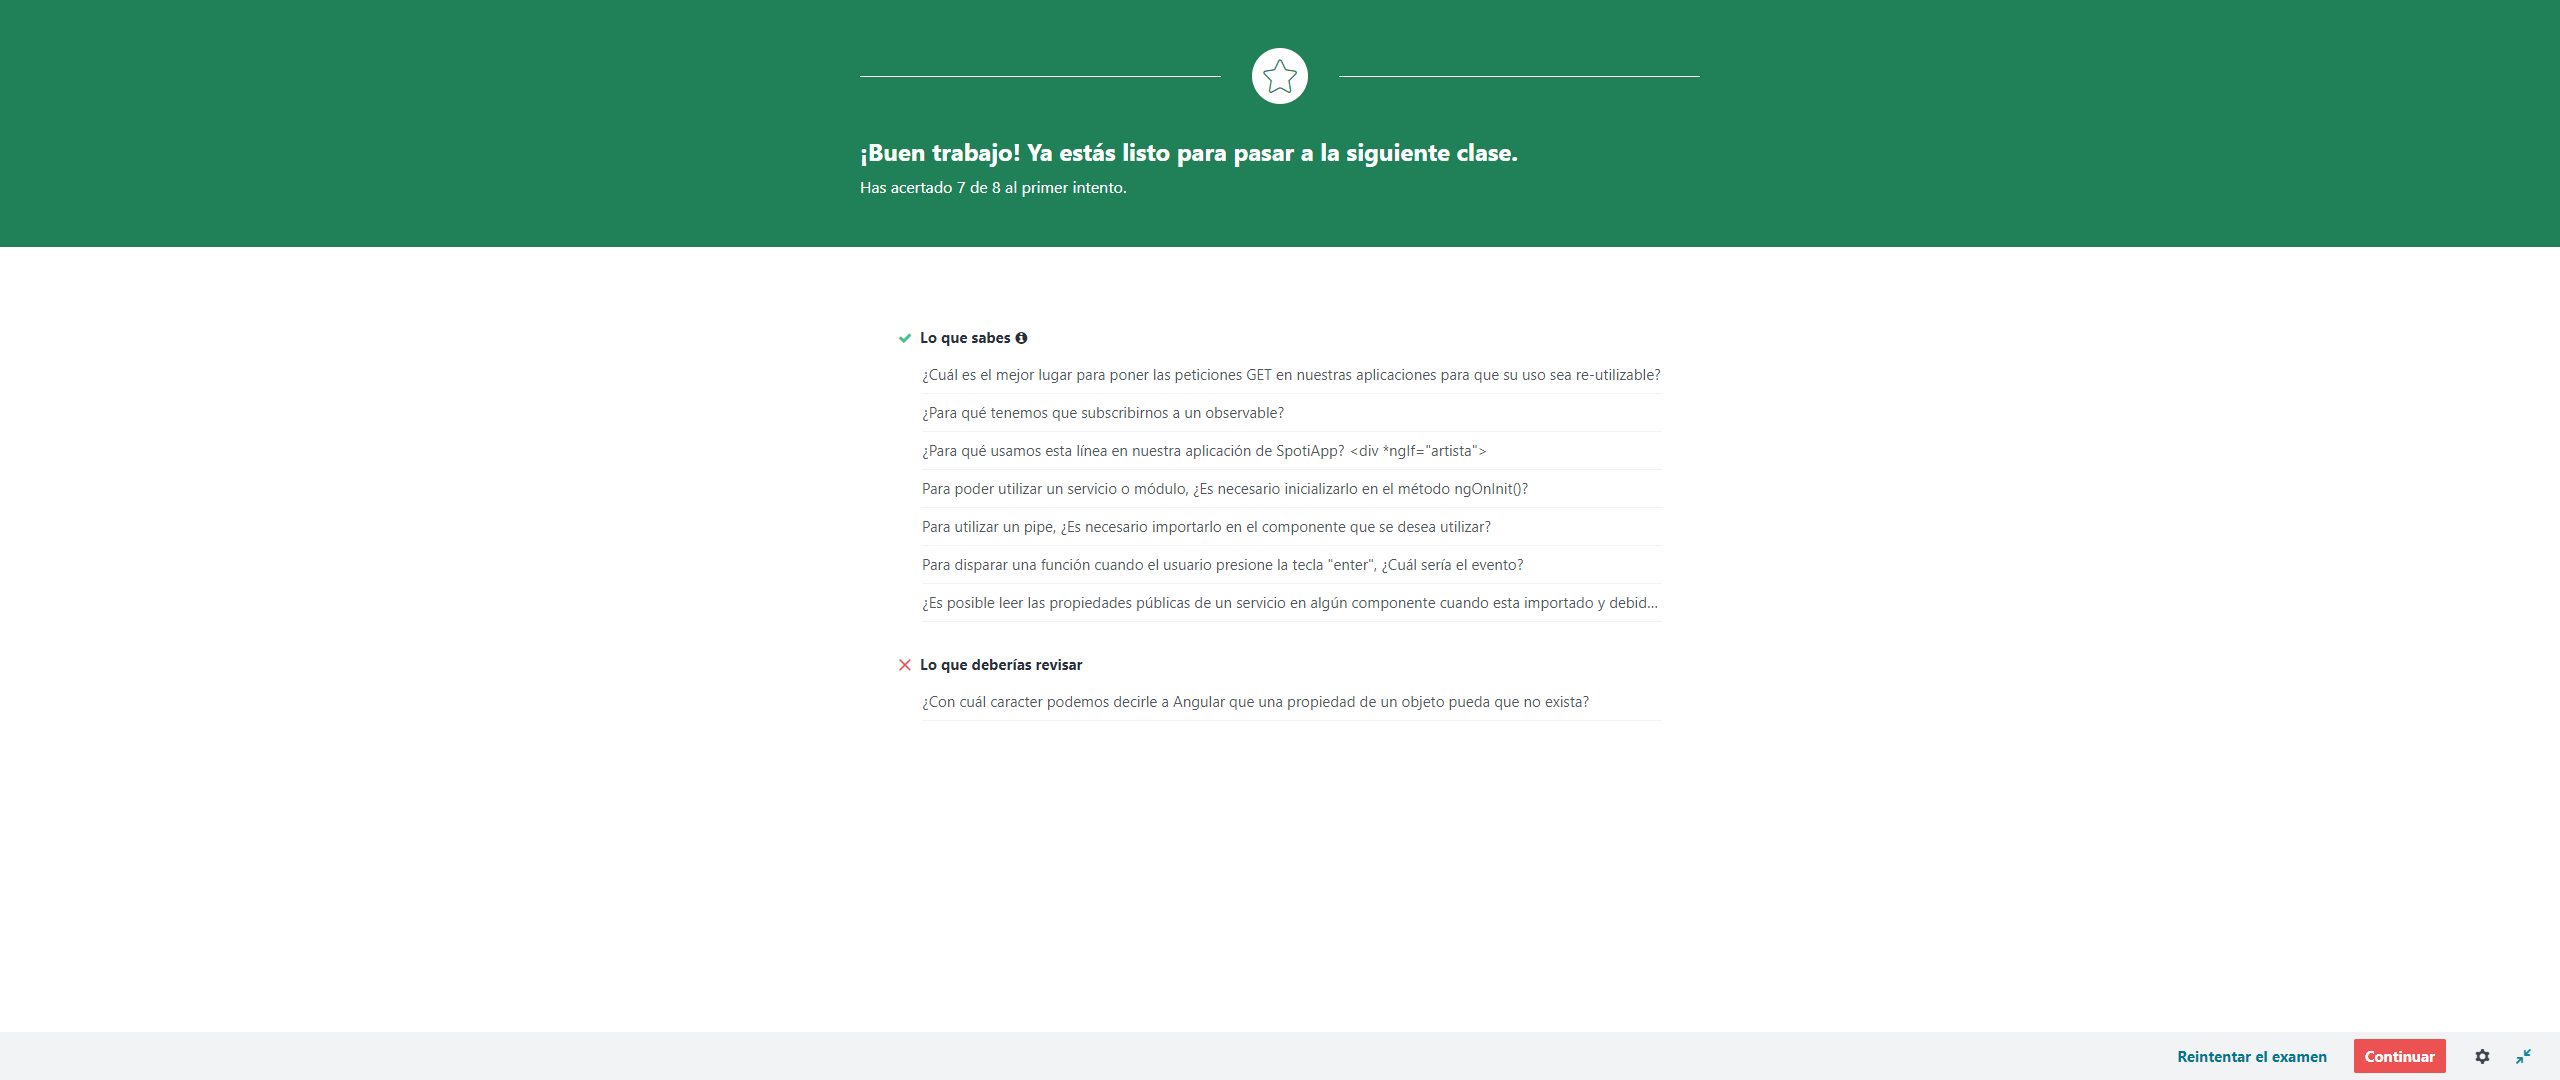 ¡Buen trabajo! Ya estás listo para pasar a la siguiente clase.
Has acertado 7 de 8 al primer intento.
Lo que sabes
¿Cuál es el mejor lugar para poner las peticiones GET en nuestras aplicaciones para que su uso sea re-utilizable?
¿Para qué tenemos que subscribirnos a un observable?
¿Para qué usamos esta línea en nuestra aplicación de SpotiApp? <div *ngIf="artista">
Para poder utilizar un servicio o módulo, ¿Es necesario inicializarlo en el método ngOnInit()?
Para utilizar un pipe, ¿Es necesario importarlo en el componente que se desea utilizar?
Para disparar una función cuando el usuario presione la tecla "enter", ¿Cuál sería el evento?
¿Es posible leer las propiedades públicas de un servicio en algún componente cuando esta importado y debid...
Lo que deberías revisar
¿Con cuál caracter podemos decirle a Angular que una propiedad de un objeto pueda que no exista?
Reintentar el examen
Continuar